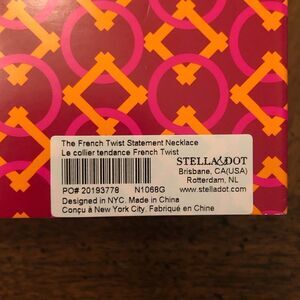 The French Twist Statement Necklace
Le collier tendance French Twist
STELLA & DOT
Brisbane, CA(USA)
Rotterdam, NL
PO# 20193778 N1068G www.stelladot.com
Designed in NYC. Made in China
Conçu à New York City. Fabriqué en Chine